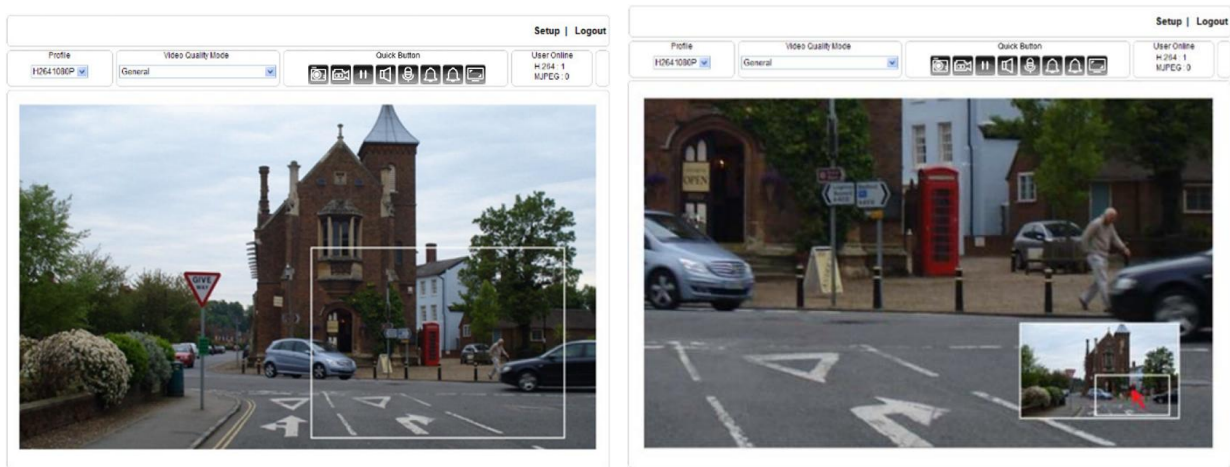 Setup | Logout
Profile
Video Quality Mode
Quick Button
User Online
H2641080P
General
H.264 : 1
MJPEG : 0
GIVE
WAY
Setup | Logout
Profile
Video Quality Mode
Quick Button
User Online
H2641080P
General
H.264 : 1
MJPEG : 0
OPEN